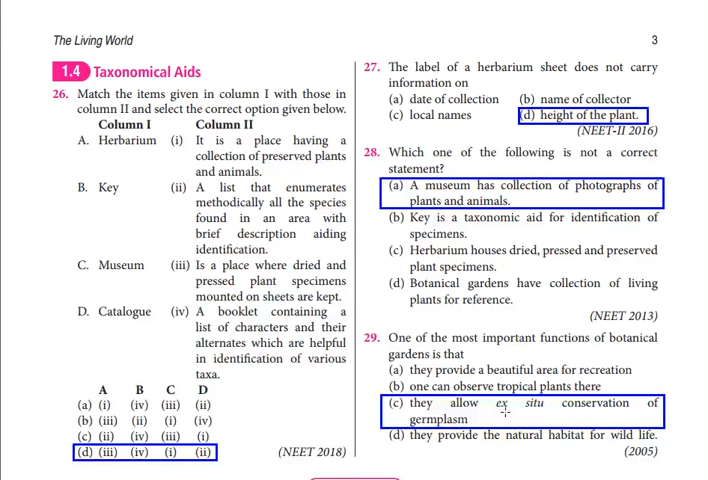 The Living World
3
1.4 Taxonomical Aids
26. Match the items given in column I with those in
column II and select the correct option given below.
Column I Column II
A. Herbarium (i) It is a place having a
collection of preserved plants
and animals.
B. Key (ii) A list that enumerates
methodically all the species
found in an area with
brief description aiding
identification.
C. Museum (iii) Is a place where dried and
pressed plant specimens
mounted on sheets are kept.
D. Catalogue (iv) A booklet containing a
list of characters and their
alternates which are helpful
in identification of various
taxa.
A B C D
(a) (i) (iv) (iii) (ii)
(b) (iii) (ii) (i) (iv)
(c) (ii) (iv) (iii) (i)
(d) (iii) (iv) (i) (ii) (NEET 2018)
27. The label of a herbarium sheet does not carry
information on
(a) date of collection (b) name of collector
(c) local names (d) height of the plant.
(NEET-II 2016)
28. Which one of the following is not a correct
statement?
(a) A museum has collection of photographs of
plants and animals.
(b) Key is a taxonomic aid for identification of
specimens.
(c) Herbarium houses dried, pressed and preserved
plant specimens.
(d) Botanical gardens have collection of living
plants for reference.
(NEET 2013)
29. One of the most important functions of botanical
gardens is that
(a) they provide a beautiful area for recreation
(b) one can observe tropical plants there
(c) they allow ex situ conservation of
germplasm
(d) they provide the natural habitat for wild life.
(2005)